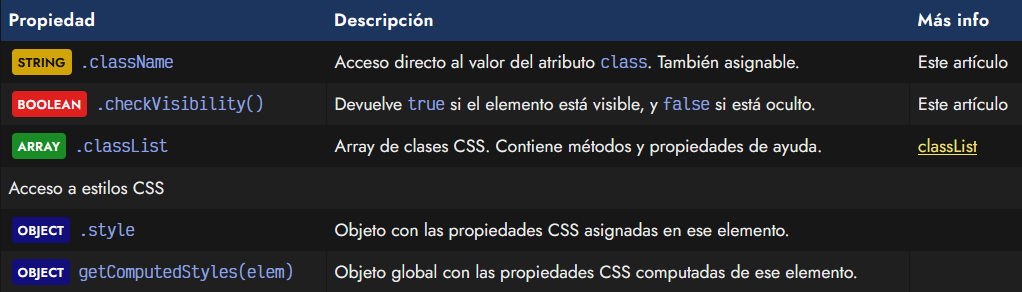 Propiedad Descripción Más info
STRING .className Acceso directo al valor del atributo class. También asignable. Este artículo
BOOLEAN .checkVisibility() Devuelve true si el elemento está visible, y false si está oculto. Este artículo
ARRAY .classList Array de clases CSS. Contiene métodos y propiedades de ayuda. classList
Acceso a estilos CSS
OBJECT .style Objeto con las propiedades CSS asignadas en ese elemento.
OBJECT getComputedStyles(elem) Objeto global con las propiedades CSS computadas de ese elemento.